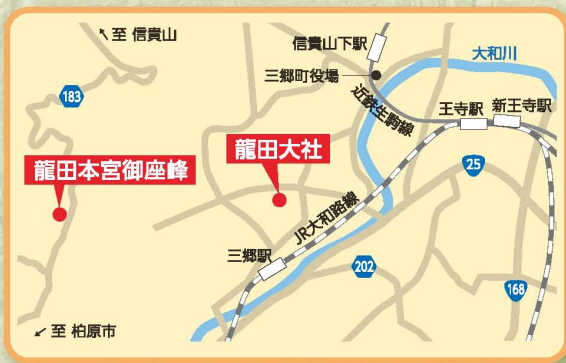 ↖至 信貴山
183
龍田本宮御座峰
龍田大社
信貴山下駅
三郷町役場
近鉄生駒線
大和川
王寺駅
新王寺駅
25
JR大和路線
三郷駅
202
168
↙至 柏原市